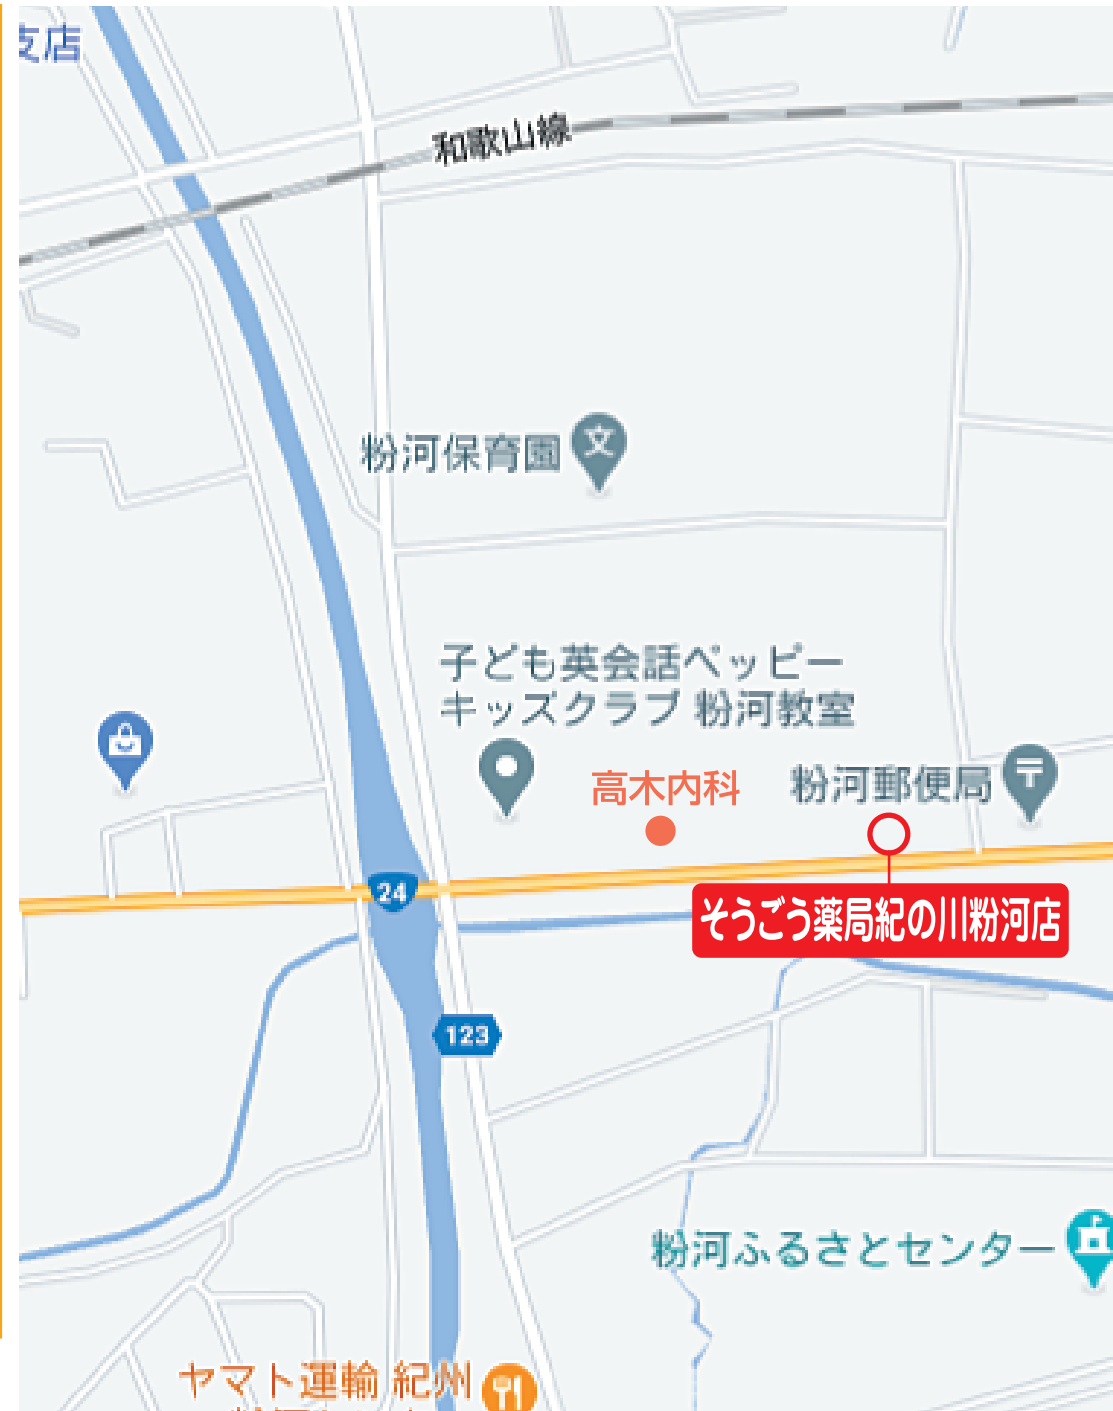 支店
和歌山線
粉河保育園
文
子ども英会話ペッピー
キッズクラブ 粉河教室
高木内科
粉河郵便局
24
そうごう薬局紀の川粉河店
123
粉河ふるさとセンター
ヤマト運輸 紀州